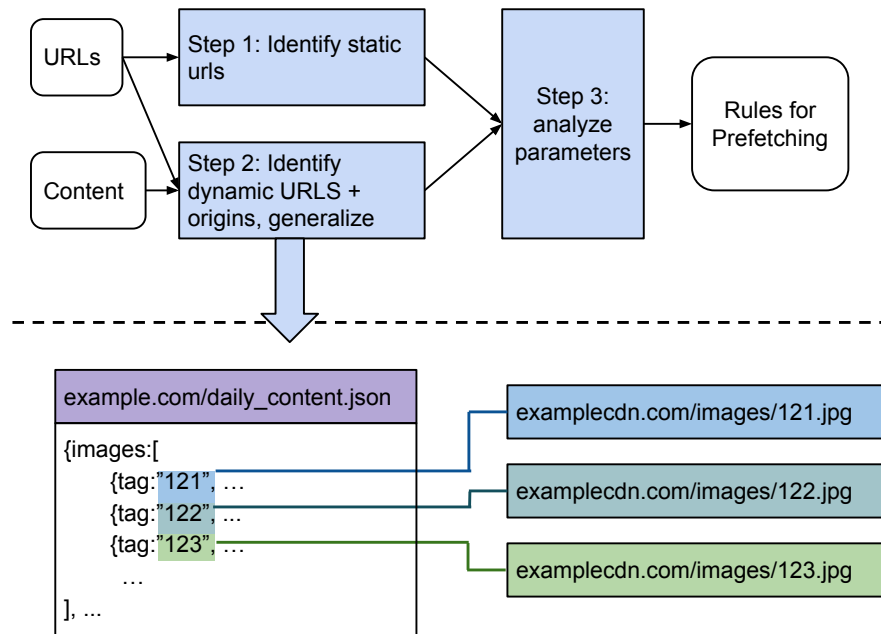 URLs
Step 1: Identify static
urls
Content
Step 2: Identify
dynamic URLS +
origins, generalize
Step 3:
analyze
parameters
Rules for
Prefetching
example.com/daily_content.json
{images:[
{tag:”121”, …
{tag:”122”, ...
{tag:”123”, …
…
], ...
examplecdn.com/images/121.jpg
examplecdn.com/images/122.jpg
examplecdn.com/images/123.jpg